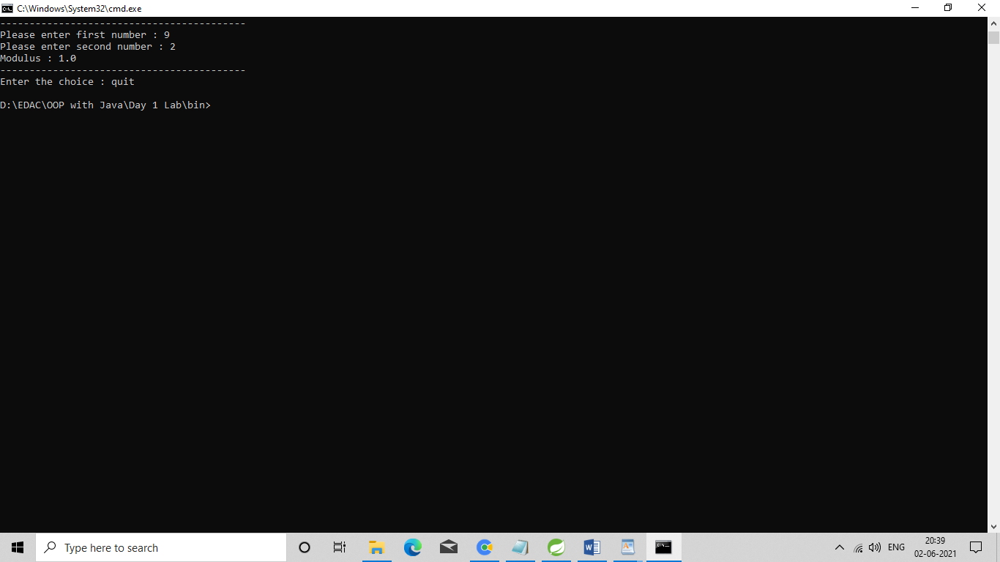 C:\Windows\System32\cmd.exe
------------------------------------------
Please enter first number : 9
Please enter second number : 2
Modulus : 1.0
------------------------------------------
Enter the choice : quit
D:\EDAC\OOP with Java\Day 1 Lab\bin>
Type here to search
ENG
20:39
02-06-2021